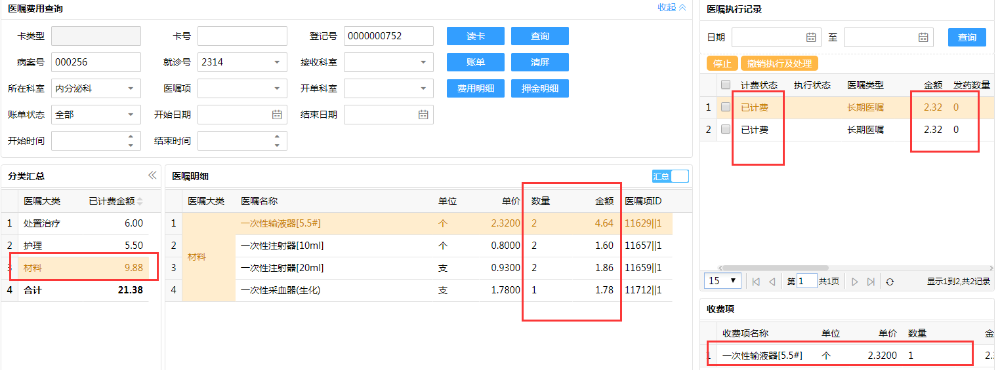 医嘱费用查询 收起
卡类型 卡号 登记号 0000000752 读卡 查询
病案号 000256 就诊号 2314 接收科室 账单 清屏
所在科室 内分泌科 医嘱项 开单科室 费用明细 押金明细
账单状态 全部 开始日期 结束日期
开始时间 结束时间
分类汇总
医嘱大类 已计费金额
1 处置治疗 6.00
2 护理 5.50
3 材料 9.88
4 合计 21.38
医嘱明细 汇总
医嘱大类 医嘱名称 单位 单价 数量 金额 医嘱项ID
材料
1 一次性输液器[5.5#] 个 2.3200 2 4.64 11629||1
2 一次性注射器[10ml] 个 0.8000 2 1.60 11657||1
3 一次性注射器[20ml] 支 0.9300 2 1.86 11659||1
4 一次性采血器(生化) 支 1.7800 1 1.78 11712||1
医嘱执行记录
日期 至 查询
停止 撤销执行及处理
计费状态 执行状态 医嘱类型 金额 发药数量
1 已计费 长期医嘱 2.32 0
2 已计费 长期医嘱 2.32 0
15 第 1 共1页 显示1到2,共2记录
收费项
收费项名称 单位 单价 数量
1 一次性输液器[5.5#] 个 2.3200 1